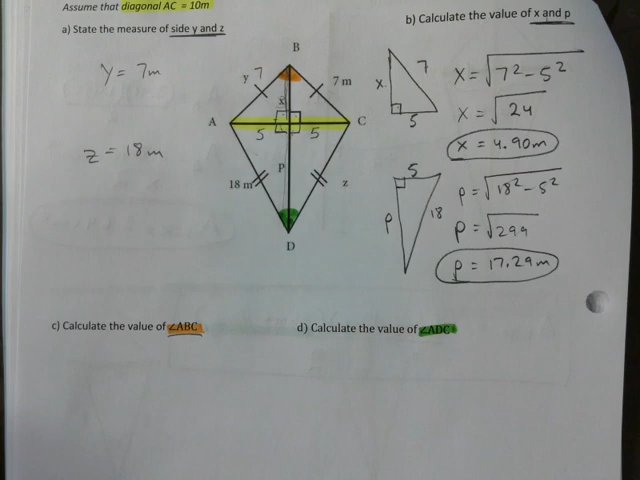 Assume that diagonal AC = 10m
a) State the measure of side y and z
b) Calculate the value of x and p
y = 7m
z = 18m
B
y 7
7 m
x
A
C
5 5
P
18 m
z
D
x
7
5
x = √7² - 5²
x = √24
x = 4.90m
5
p
18
p = √18² - 5²
p = √299
p = 17.29m
c) Calculate the value of ∠ABC
d) Calculate the value of ∠ADC